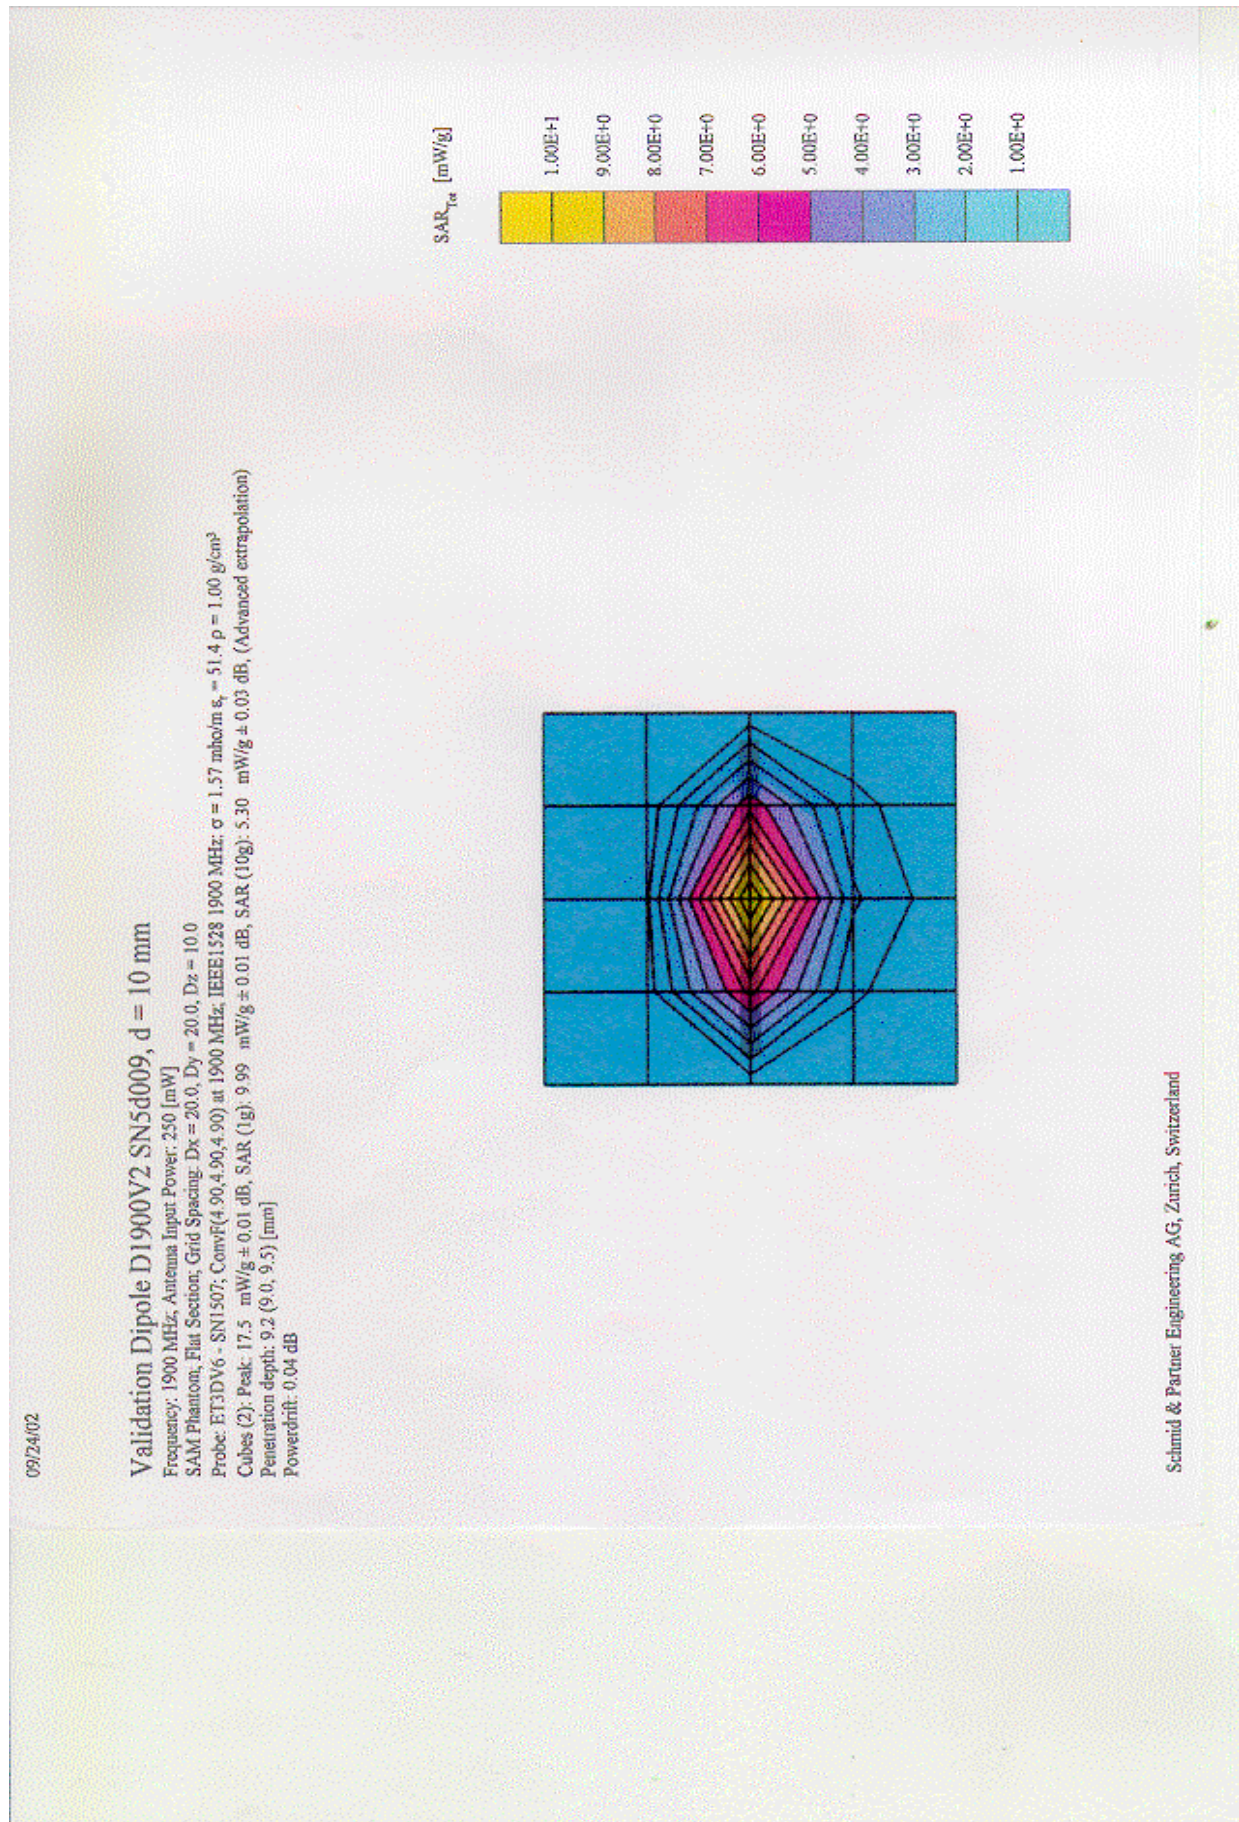 09/24/02
Validation Dipole D1900V2 SN5d009, d = 10 mm
Frequency: 1900 MHz; Antenna Input Power: 250 [mW]
SAM Phantom; Flat Section; Grid Spacing: Dx = 20.0, Dy = 20.0, Dz = 10.0
Probe: ET3DV6 - SN1507; ConvF(4.90,4.90,4.90) at 1900 MHz; IEEE1528 1900 MHz; σ = 1.57 mho/m εr = 51.4 ρ = 1.00 g/cm³
Cubes (2): Peak: 17.5 mW/g ± 0.01 dB, SAR (1g): 9.99 mW/g ± 0.01 dB, SAR (10g): 5.30 mW/g ± 0.03 dB, (Advanced extrapolation)
Penetration depth: 9.2 (9.0, 9.5) [mm]
Powerdrift: 0.04 dB
SARTot [mW/g]
1.00E+1
9.00E+0
8.00E+0
7.00E+0
6.00E+0
5.00E+0
4.00E+0
3.00E+0
2.00E+0
1.00E+0
Schmid & Partner Engineering AG, Zurich, Switzerland